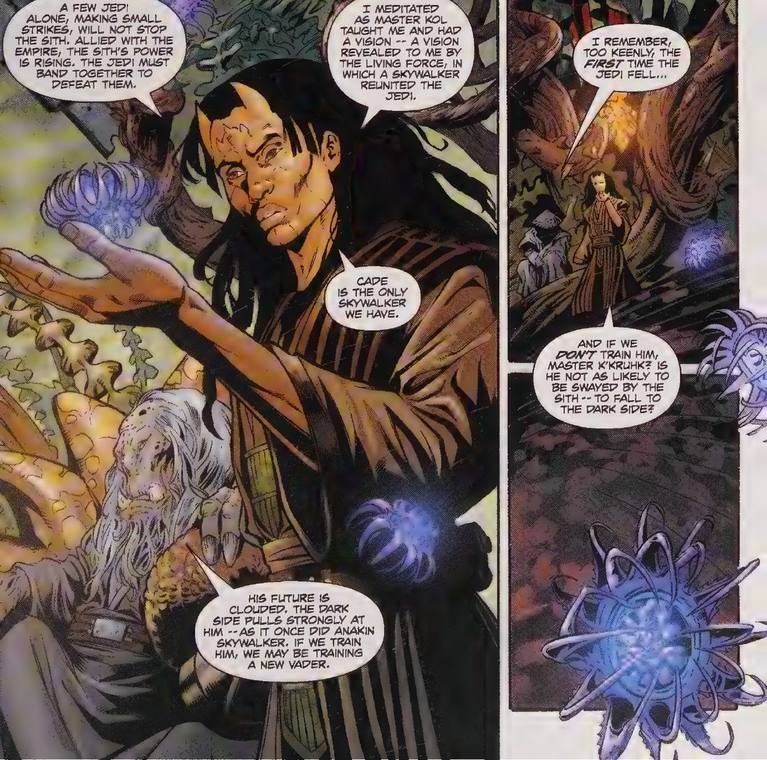 A FEW JEDI
ALONE, MAKING SMALL
STRIKES, WILL NOT STOP
THE SITH. ALLIED WITH THE
EMPIRE, THE SITH'S POWER
IS RISING. THE JEDI MUST
BAND TOGETHER TO
DEFEAT THEM.
I MEDITATED
AS MASTER KOL
TAUGHT ME AND HAD
A VISION -- A VISION
REVEALED TO ME BY
THE LIVING FORCE, IN
WHICH A SKYWALKER
REUNITED THE
JEDI.
CADE
IS THE ONLY
SKYWALKER
WE HAVE.
HIS FUTURE IS
CLOUDED. THE DARK
SIDE PULLS STRONGLY AT
HIM -- AS IT ONCE DID ANAKIN
SKYWALKER. IF WE TRAIN
HIM, WE MAY BE TRAINING
A NEW VADER.
I REMEMBER,
TOO KEENLY, THE
FIRST TIME THE
JEDI FELL...
AND IF WE
DON'T TRAIN HIM,
MASTER K'KRUHK? IS
HE NOT AS LIKELY TO
BE SWAYED BY THE
SITH -- TO FALL TO
THE DARK SIDE?